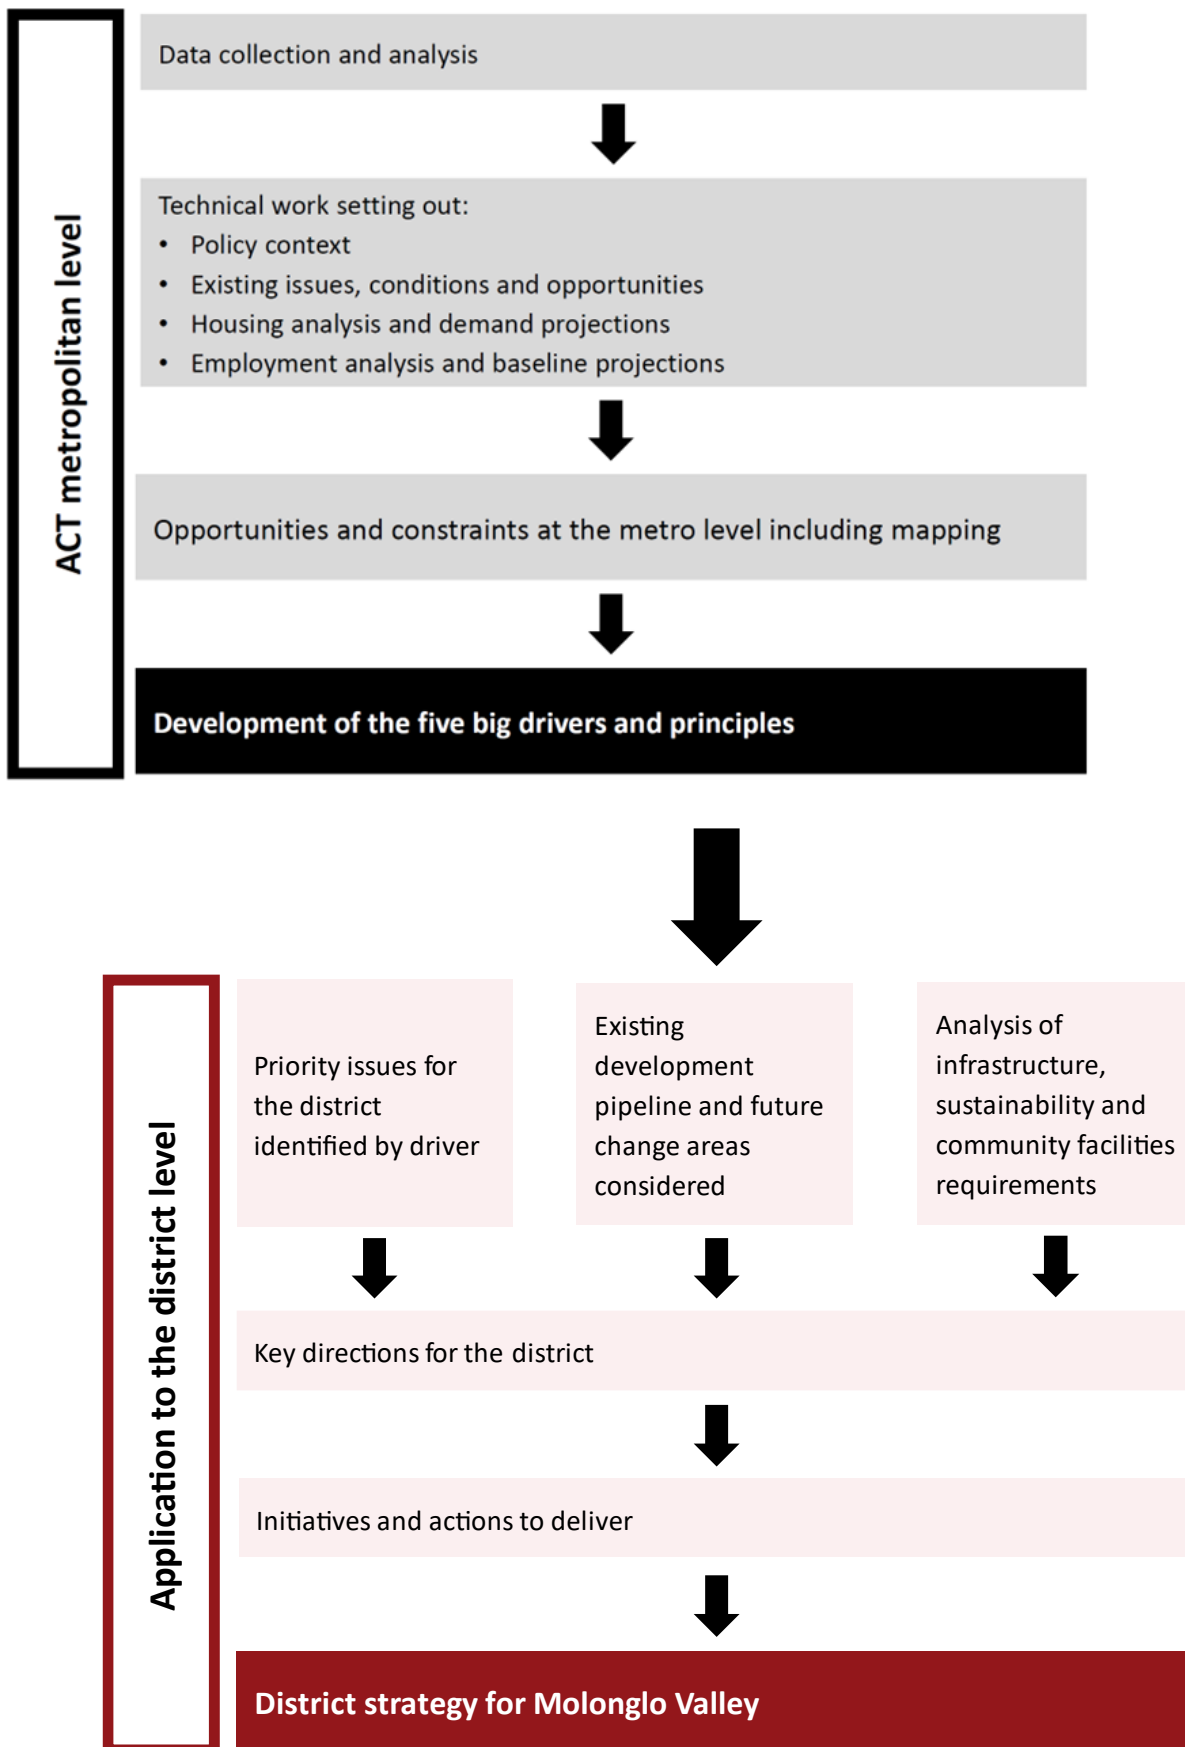 ACT metropolitan level
Data collection and analysis
Technical work setting out:
• Policy context
• Existing issues, conditions and opportunities
• Housing analysis and demand projections
• Employment analysis and baseline projections
Opportunities and constraints at the metro level including mapping
Development of the five big drivers and principles
Application to the district level
Priority issues for
the district
identified by driver
Existing
development
pipeline and future
change areas
considered
Analysis of
infrastructure,
sustainability and
community facilities
requirements
Key directions for the district
Initiatives and actions to deliver
District strategy for Molonglo Valley